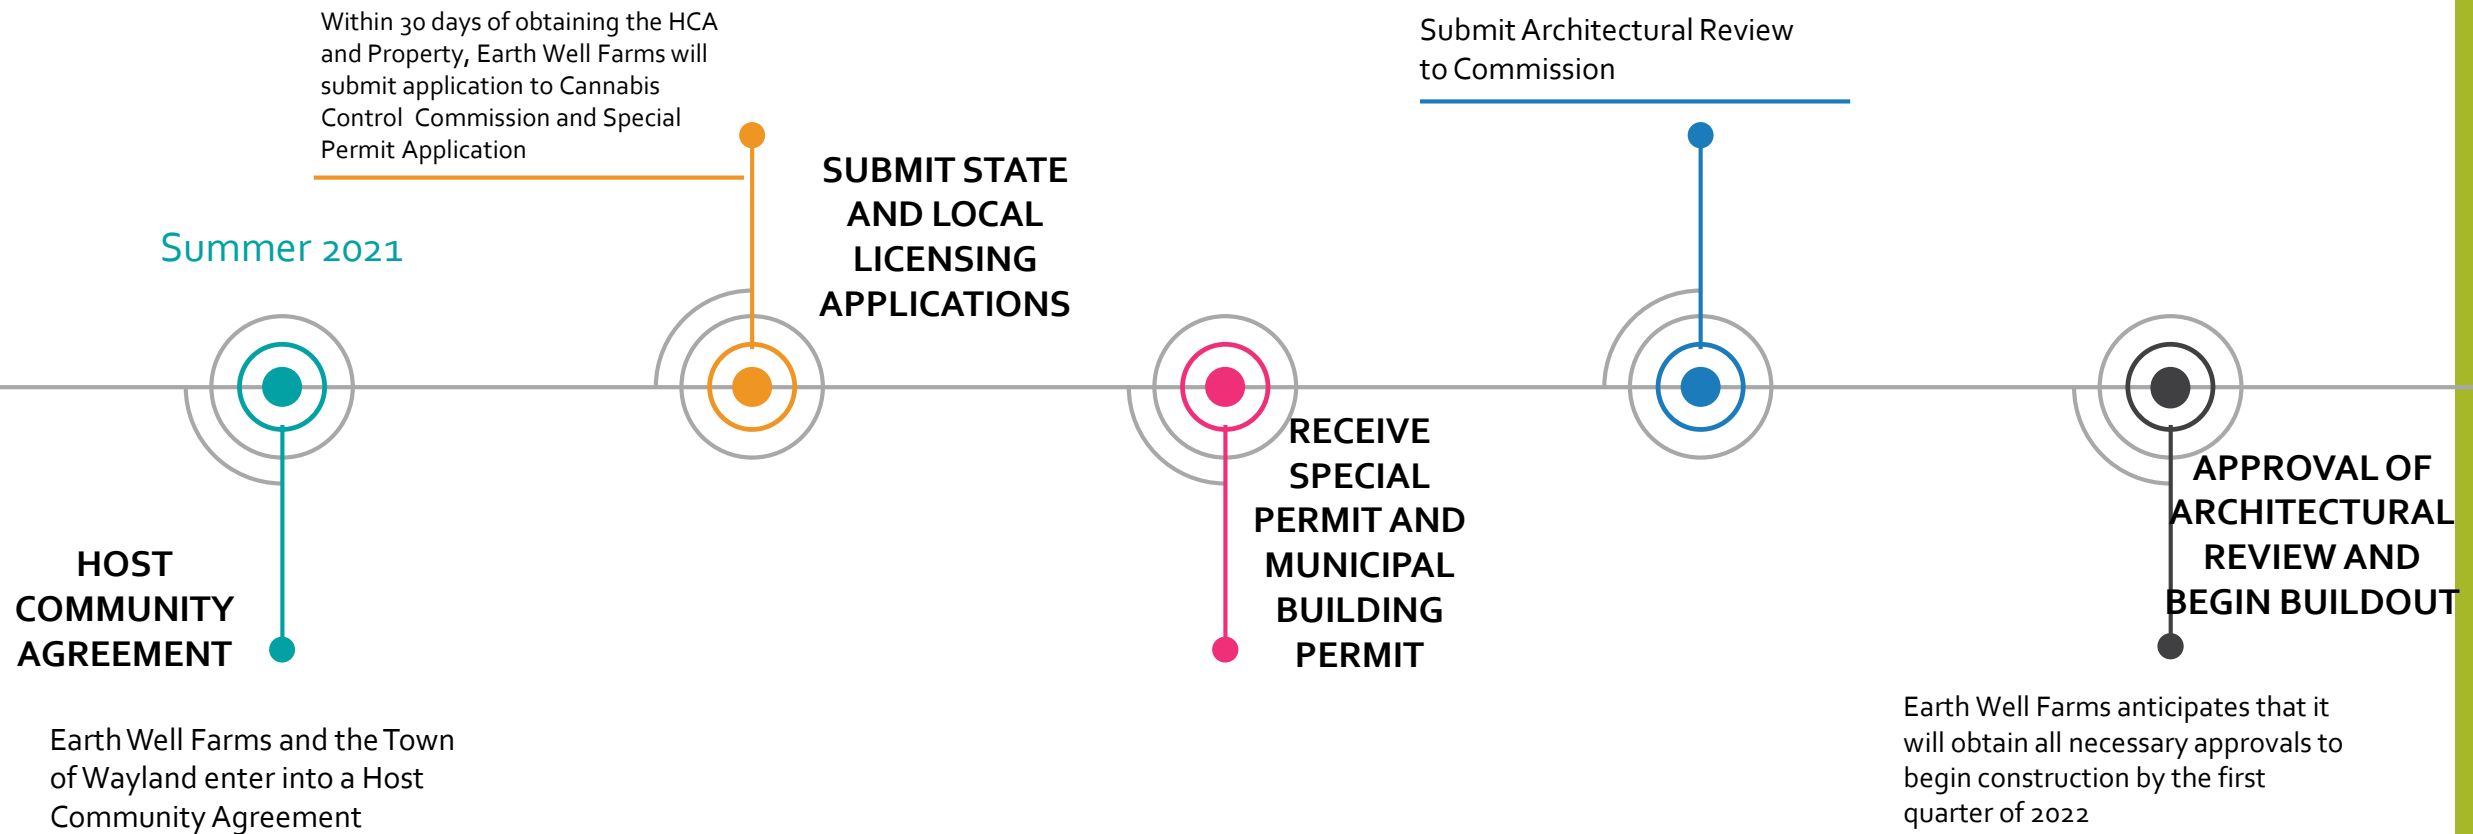 Summer 2021
HOST
COMMUNITY
AGREEMENT
Earth Well Farms and the Town
of Wayland enter into a Host
Community Agreement
Within 30 days of obtaining the HCA
and Property, Earth Well Farms will
submit application to Cannabis
Control Commission and Special
Permit Application
SUBMIT STATE
AND LOCAL
LICENSING
APPLICATIONS
RECEIVE
SPECIAL
PERMIT AND
MUNICIPAL
BUILDING
PERMIT
Submit Architectural Review
to Commission
APPROVAL OF
ARCHITECTURAL
REVIEW AND
BEGIN BUILDOUT
Earth Well Farms anticipates that it
will obtain all necessary approvals to
begin construction by the first
quarter of 2022